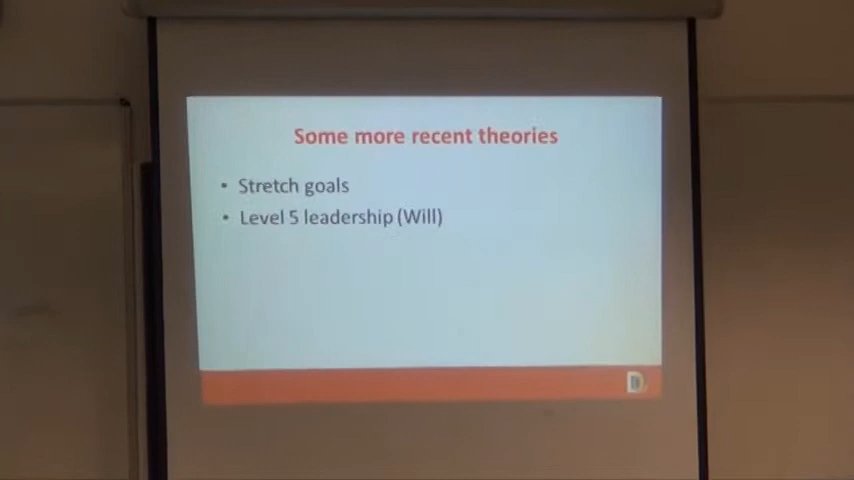 Some more recent theories
• Stretch goals
• Level 5 leadership (Will)
D